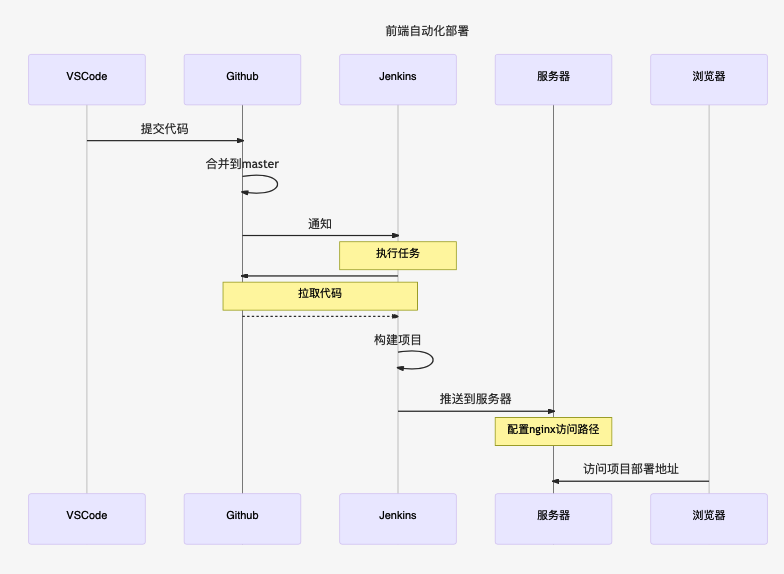 前端自动化部署
VSCode
Github
Jenkins
服务器
浏览器
提交代码
合并到master
通知
执行任务
拉取代码
构建项目
推送到服务器
配置nginx访问路径
访问项目部署地址
VSCode
Github
Jenkins
服务器
浏览器